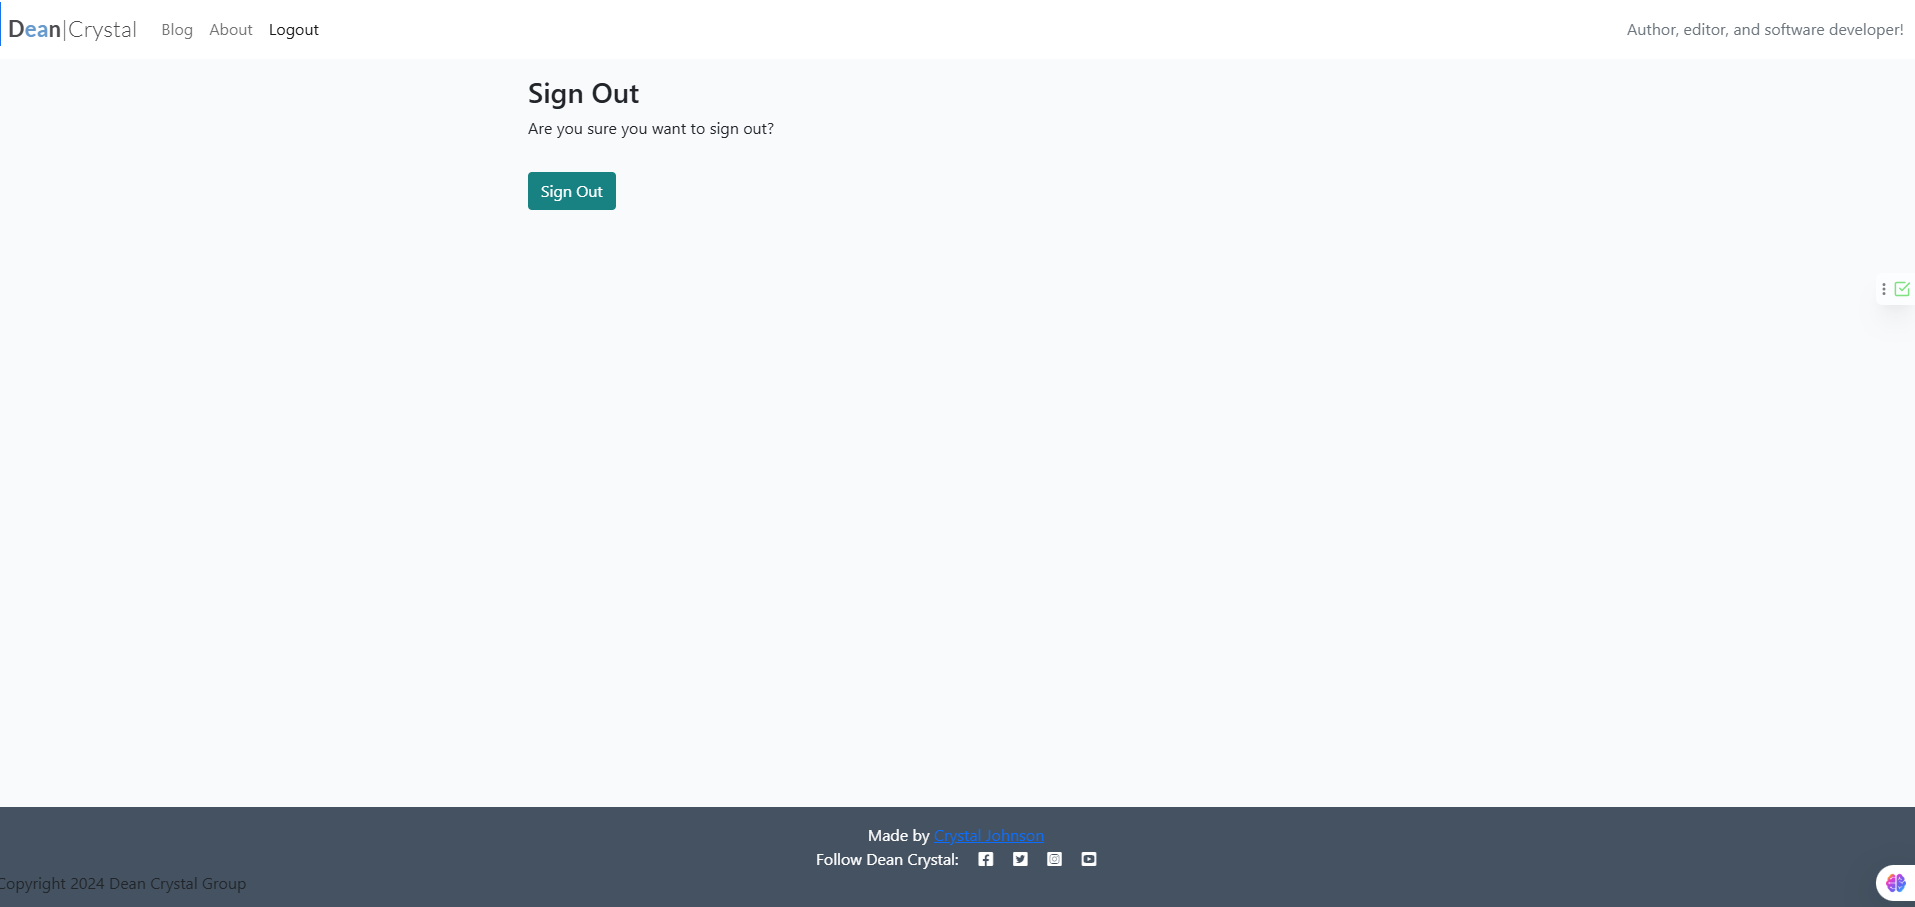 Dean|Crystal Blog About Logout Author, editor, and software developer!
Sign Out
Are you sure you want to sign out?
Sign Out
Made by Crystal Johnson
Follow Dean Crystal:
Copyright 2024 Dean Crystal Group